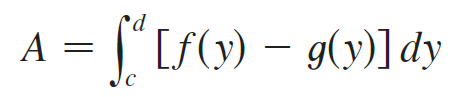 A = ∫_c^d [f(y) − g(y)] dy